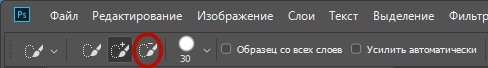 Ps Файл Редактирование Изображение Слои Текст Выделение Фильтр
30 Образец со всех слоев Усилить автоматически